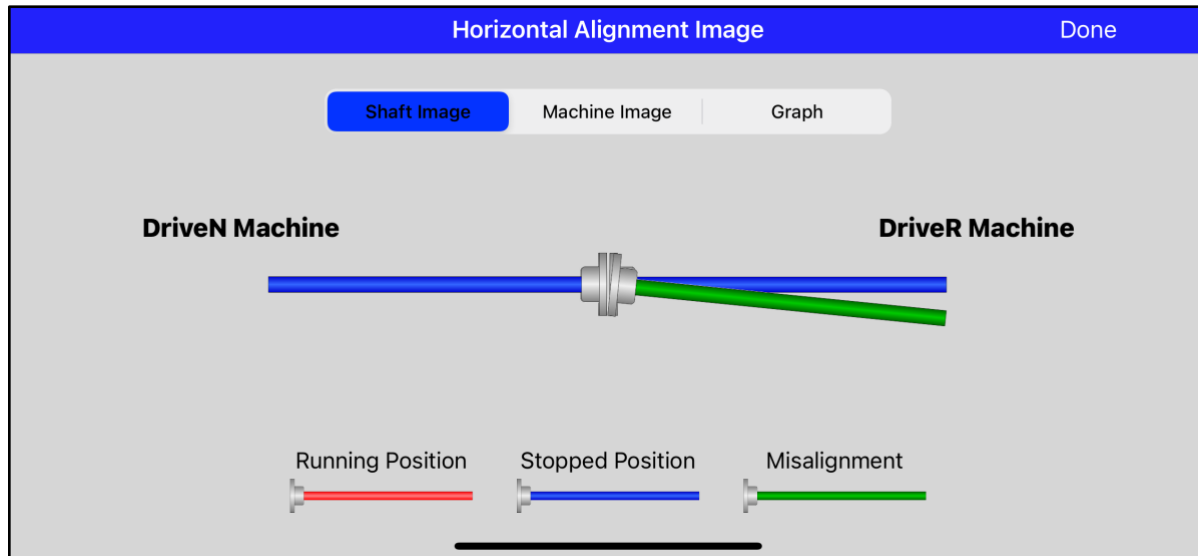 Horizontal Alignment Image Done
Shaft Image Machine Image Graph
DriveN Machine DriveR Machine
Running Position Stopped Position Misalignment